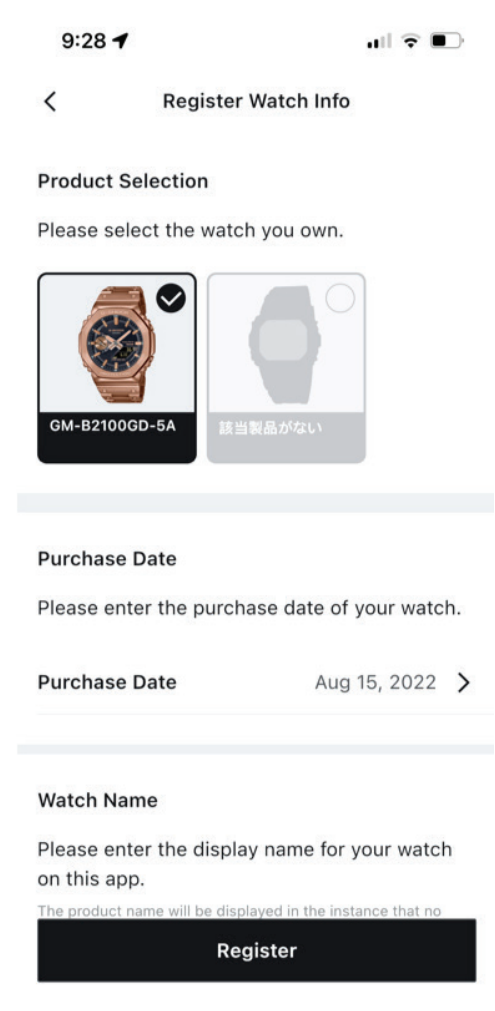 9:28
Register Watch Info
Product Selection
Please select the watch you own.
GM-B2100GD-5A
該当製品がない
Purchase Date
Please enter the purchase date of your watch.
Purchase Date Aug 15, 2022
Watch Name
Please enter the display name for your watch
on this app.
The product name will be displayed in the instance that no
Register